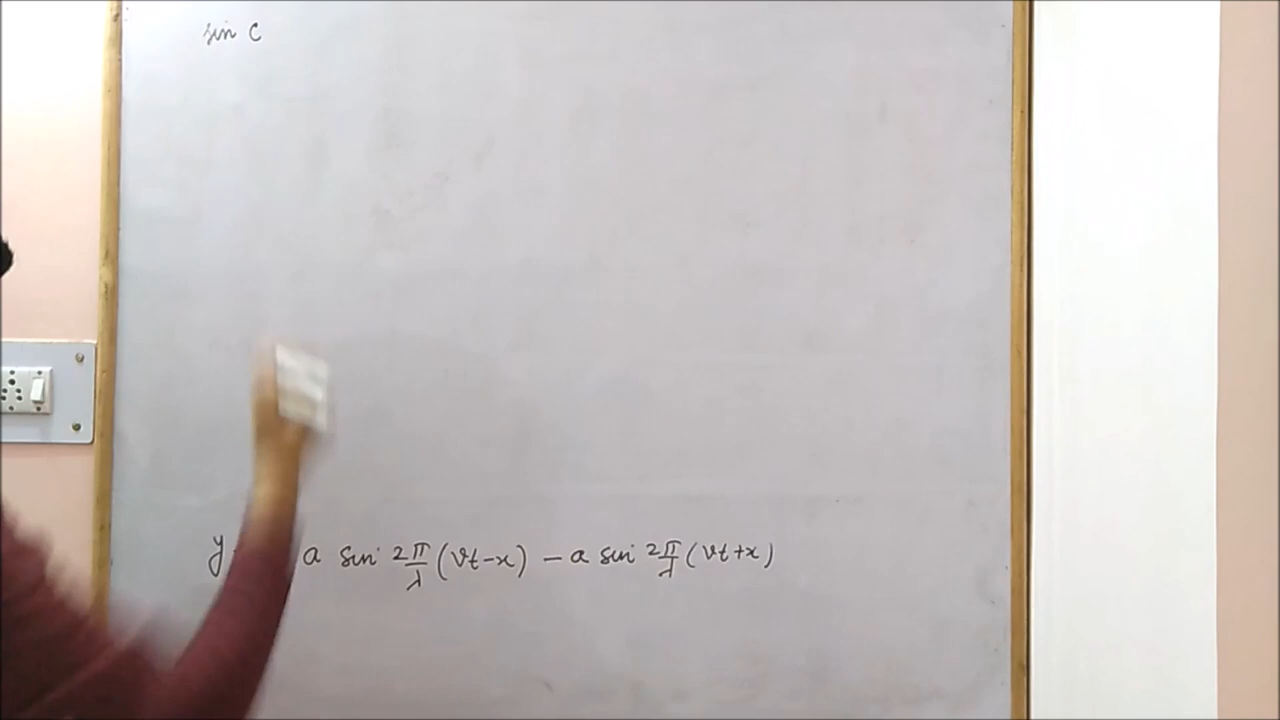 sin C
y a sin 2π/λ (vt-x) - a sin 2π/λ (vt+x)